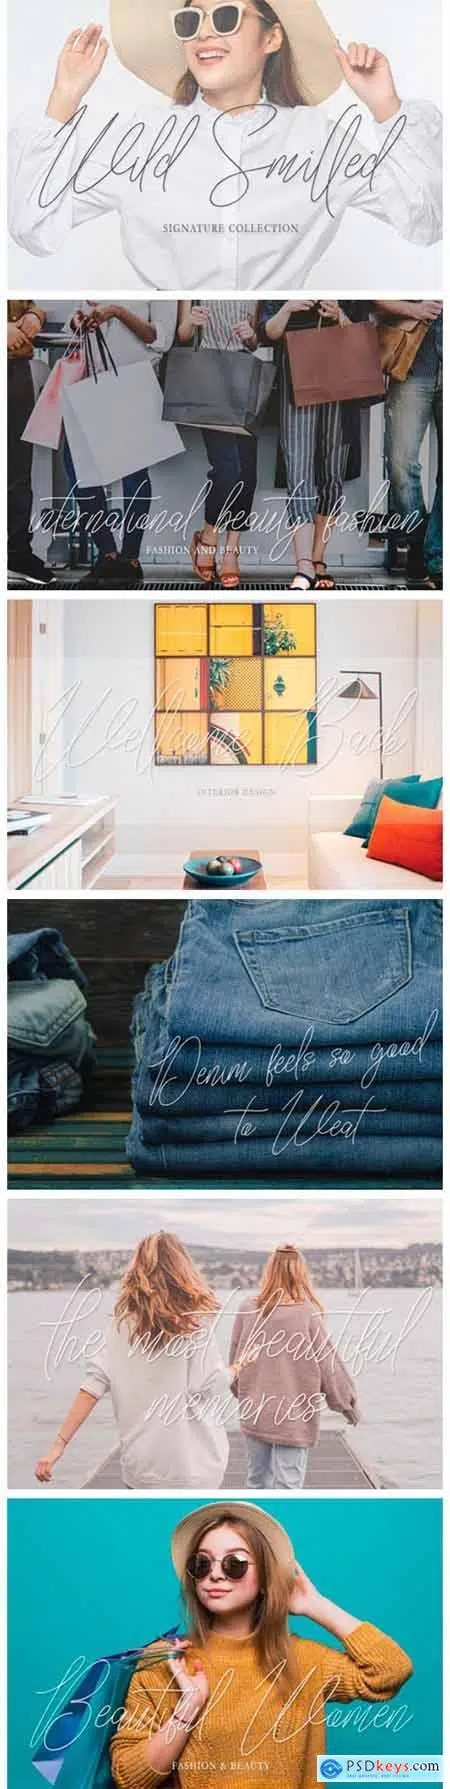 Wild Smilled
SIGNATURE COLLECTION
international beauty fashion
FASHION AND BEAUTY
Wellcome Back
INTERIOR DESIGN
Denim feels so good
to Weat
the most beautiful
memories
Beautiful Women
FASHION & BEAUTY
PSDkeys.com